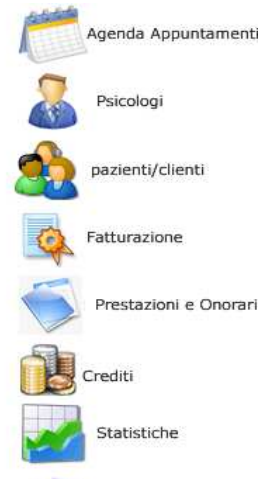 Agenda Appuntamenti
Psicologi
pazienti/clienti
Fatturazione
Prestazioni e Onorari
Crediti
Statistiche